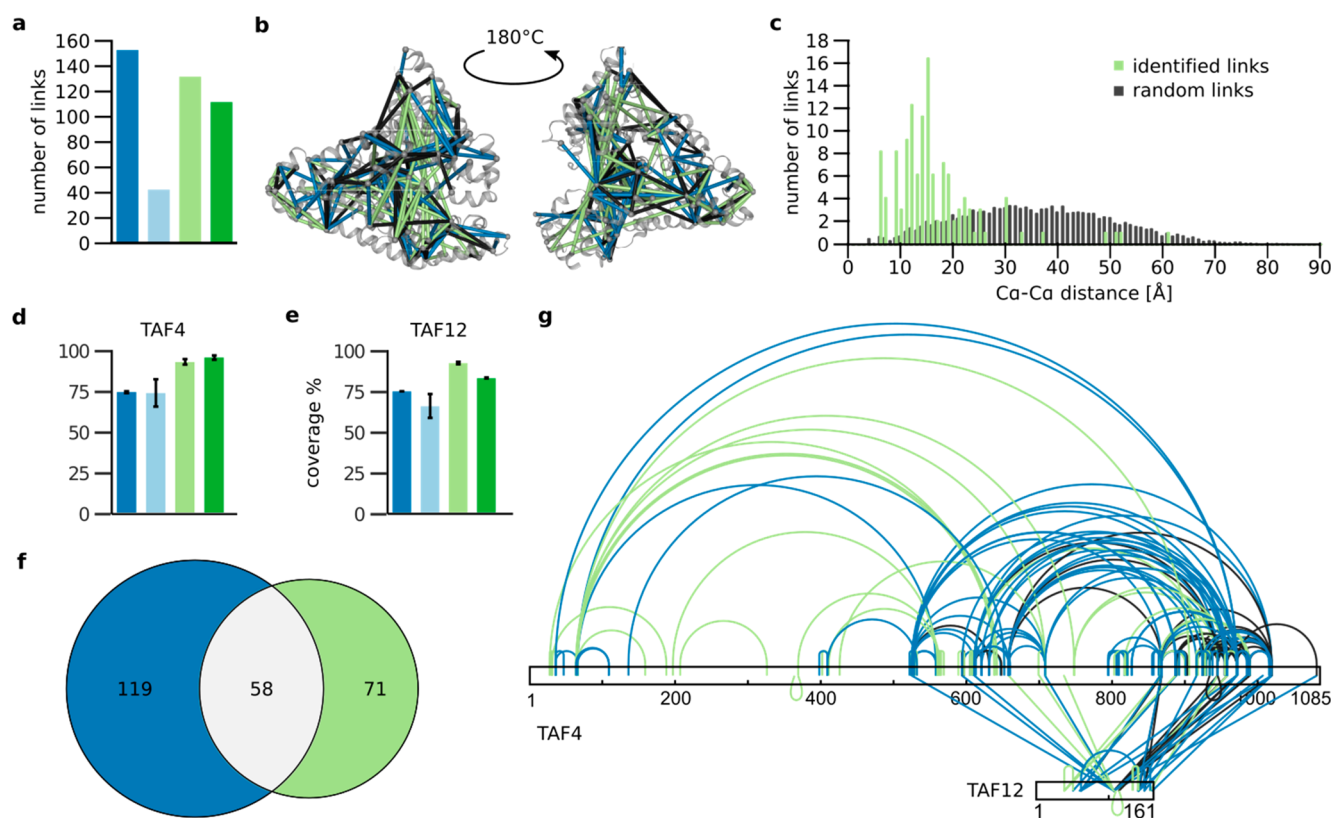 a
number of links
160
140
120
100
80
60
40
20
0
b
180°C
c
number of links
18
16
14
12
10
8
6
4
2
0
identified links
random links
0 10 20 30 40 50 60 70 80 90
Cα-Cα distance [Å]
d
TAF4
100
75
50
25
0
e
TAF12
coverage %
100
75
50
25
0
f
119 58 71
g
1 200 400 600 800 1000 1085
TAF4
TAF12
1 161